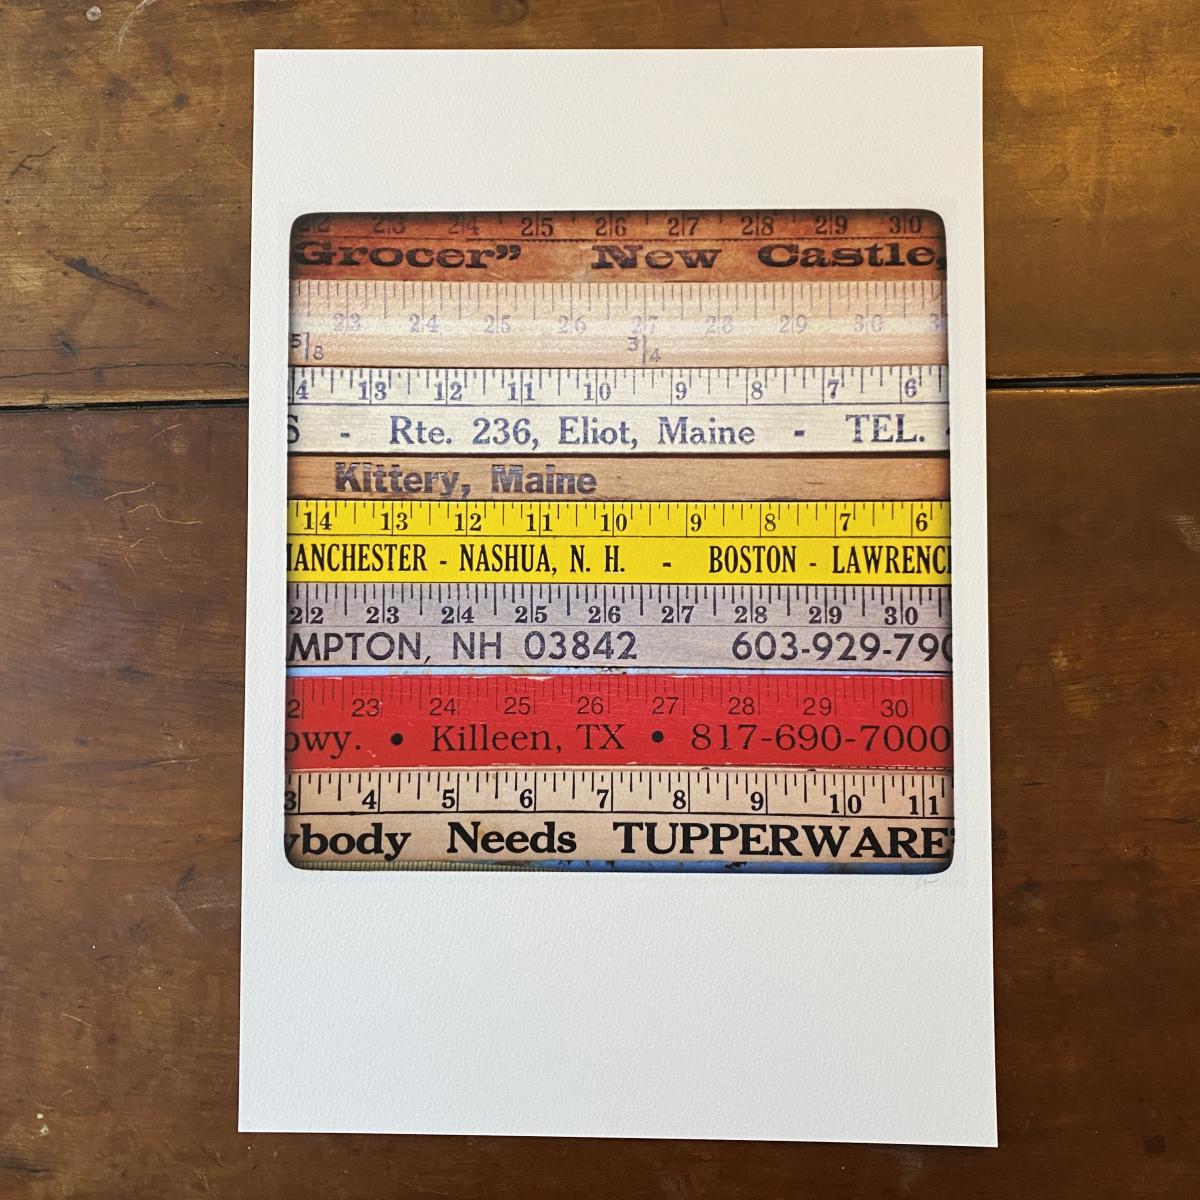 22 23 24 25 26 27 28 29 30
Grocer” New Castle,
23 24 25 26 27 28 29 30
5/8 3/4
14 13 12 11 10 9 8 7 6
S - Rte. 236, Eliot, Maine - TEL.
Kittery, Maine
14 13 12 11 10 9 8 7 6
MANCHESTER - NASHUA, N. H. - BOSTON - LAWRENC
22 23 24 25 26 27 28 29 30
MPTON, NH 03842 603-929-790
2 23 24 25 26 27 28 29 30
owy. • Killeen, TX • 817-690-7000
3 4 5 6 7 8 9 10 11
ybody Needs TUPPERWARE”